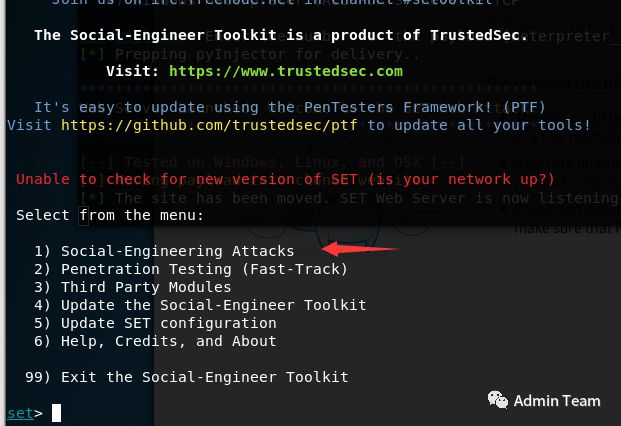 Join us on irc.freenode.net in channel #setoolkit
The Social-Engineer Toolkit is a product of TrustedSec.
[*] Prepping pyInjector for delivery..
Visit: https://www.trustedsec.com
It's easy to update using the PenTesters Framework! (PTF)
Visit https://github.com/trustedsec/ptf to update all your tools!
[--] Tested on Windows, Linux, and OSX [--]
Unable to check for new version of SET (is your network up?)
[*] The site has been moved. SET Web Server is now listening
Select from the menu:
make sure that
1) Social-Engineering Attacks
2) Penetration Testing (Fast-Track)
3) Third Party Modules
4) Update the Social-Engineer Toolkit
5) Update SET configuration
6) Help, Credits, and About
99) Exit the Social-Engineer Toolkit
set>
Admin Team